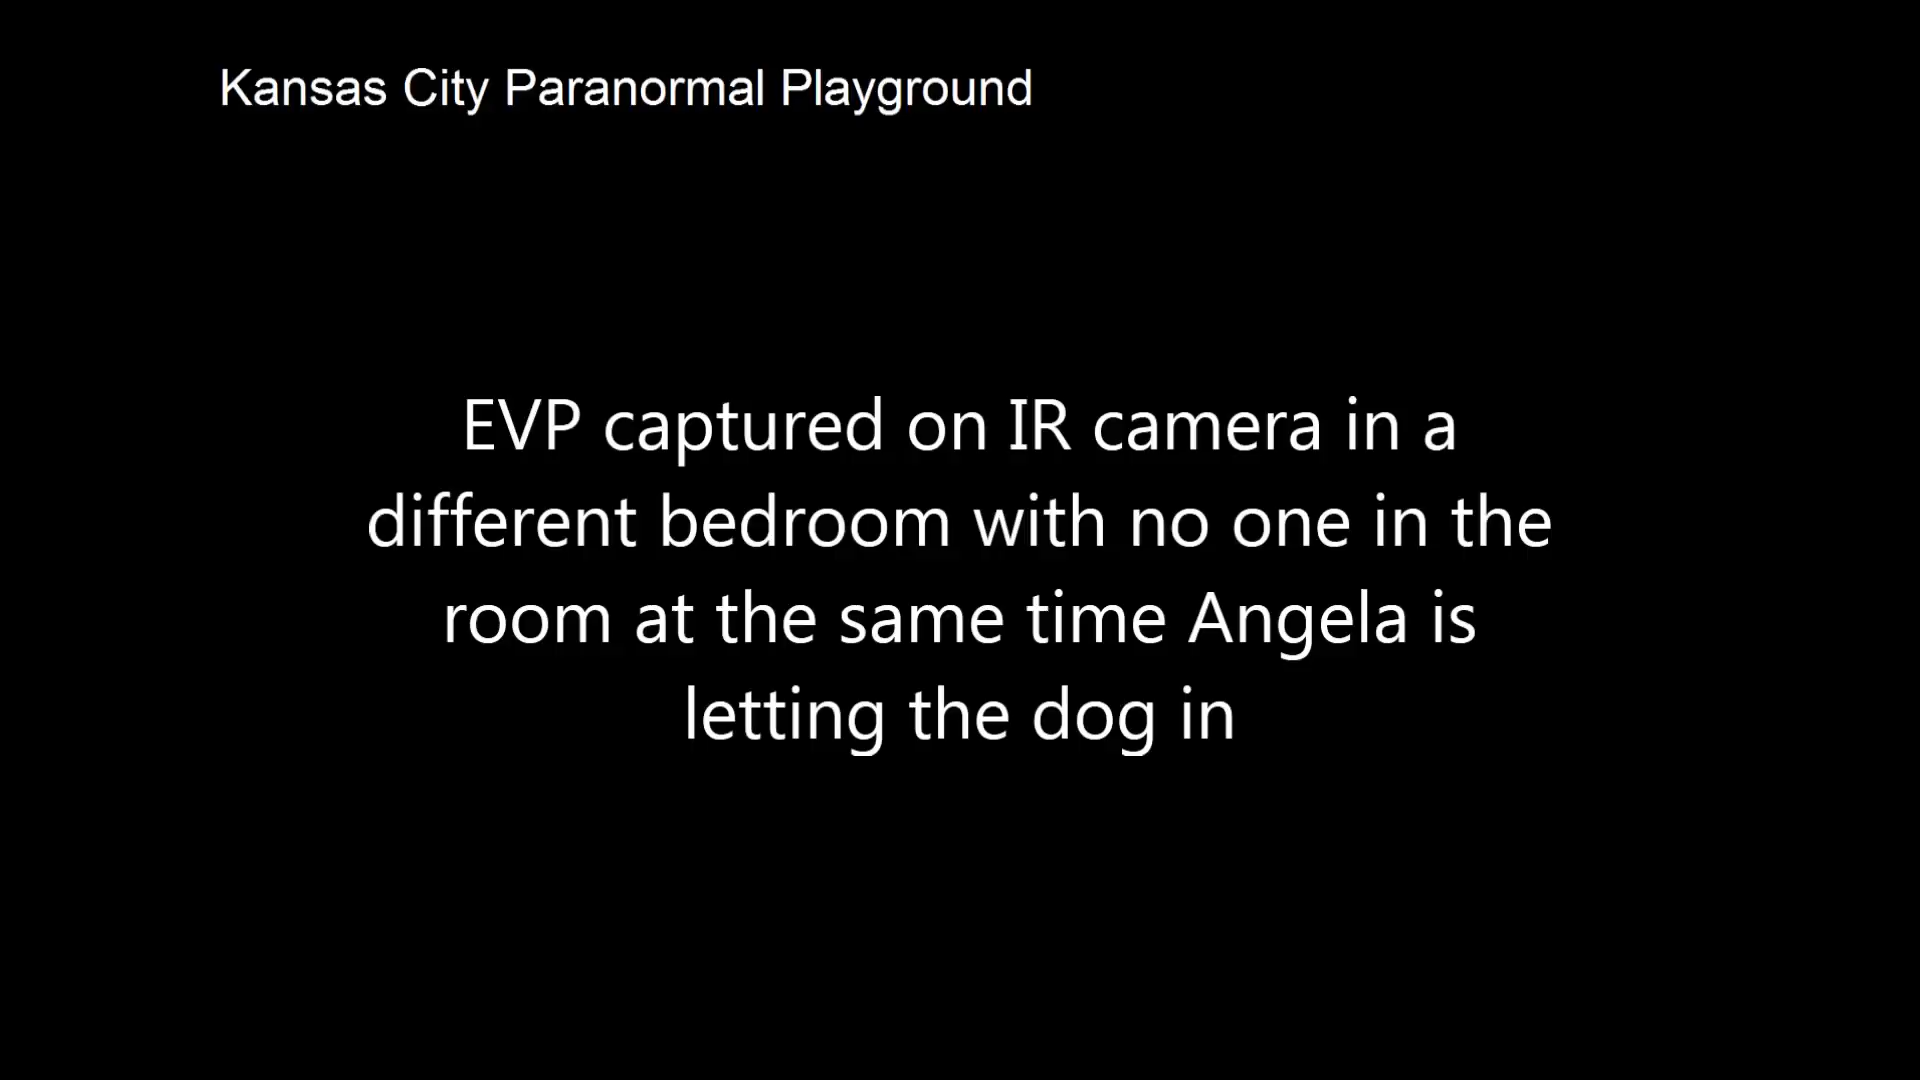 Kansas City Paranormal Playground
EVP captured on IR camera in a
different bedroom with no one in the
room at the same time Angela is
letting the dog in